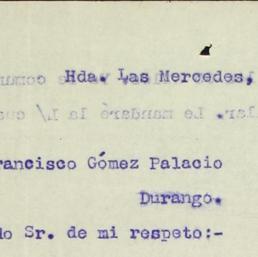 Hda. Las Mercedes,
rancisco Gómez Palacio
Durango.
do Sr. de mi respeto:-